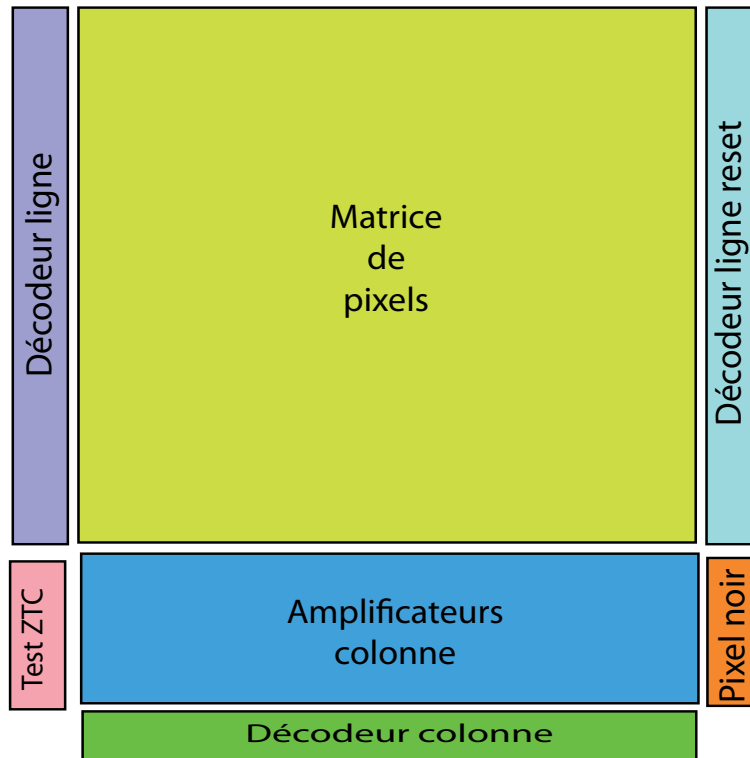 Décodeur ligne
Matrice
de
pixels
Décodeur ligne reset
Test ZTC
Amplificateurs
colonne
Pixel noir
Décodeur colonne